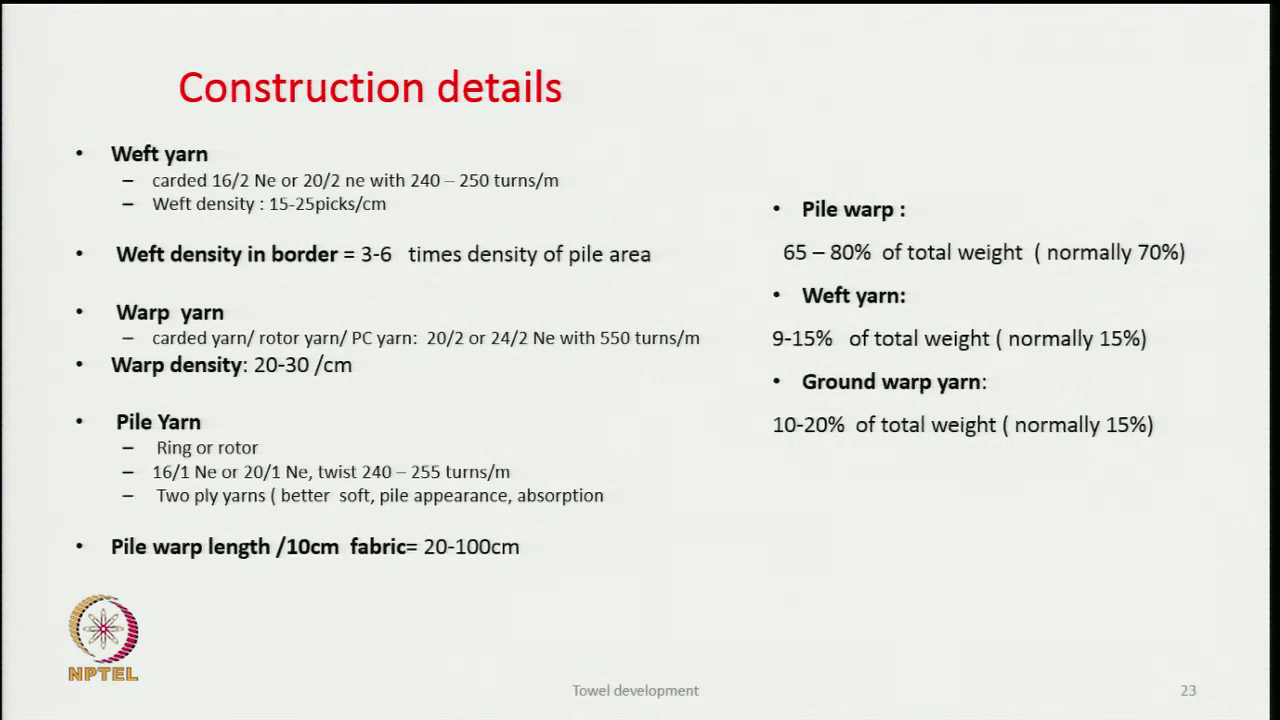 Construction details
• Weft yarn
– carded 16/2 Ne or 20/2 ne with 240 – 250 turns/m
– Weft density : 15-25picks/cm
• Weft density in border = 3-6 times density of pile area
• Warp yarn
– carded yarn/ rotor yarn/ PC yarn: 20/2 or 24/2 Ne with 550 turns/m
• Warp density: 20-30 /cm
• Pile Yarn
– Ring or rotor
– 16/1 Ne or 20/1 Ne, twist 240 – 255 turns/m
– Two ply yarns ( better soft, pile appearance, absorption
• Pile warp length /10cm fabric= 20-100cm
• Pile warp :
65 – 80% of total weight ( normally 70%)
• Weft yarn:
9-15% of total weight ( normally 15%)
• Ground warp yarn:
10-20% of total weight ( normally 15%)
NPTEL
Towel development
23